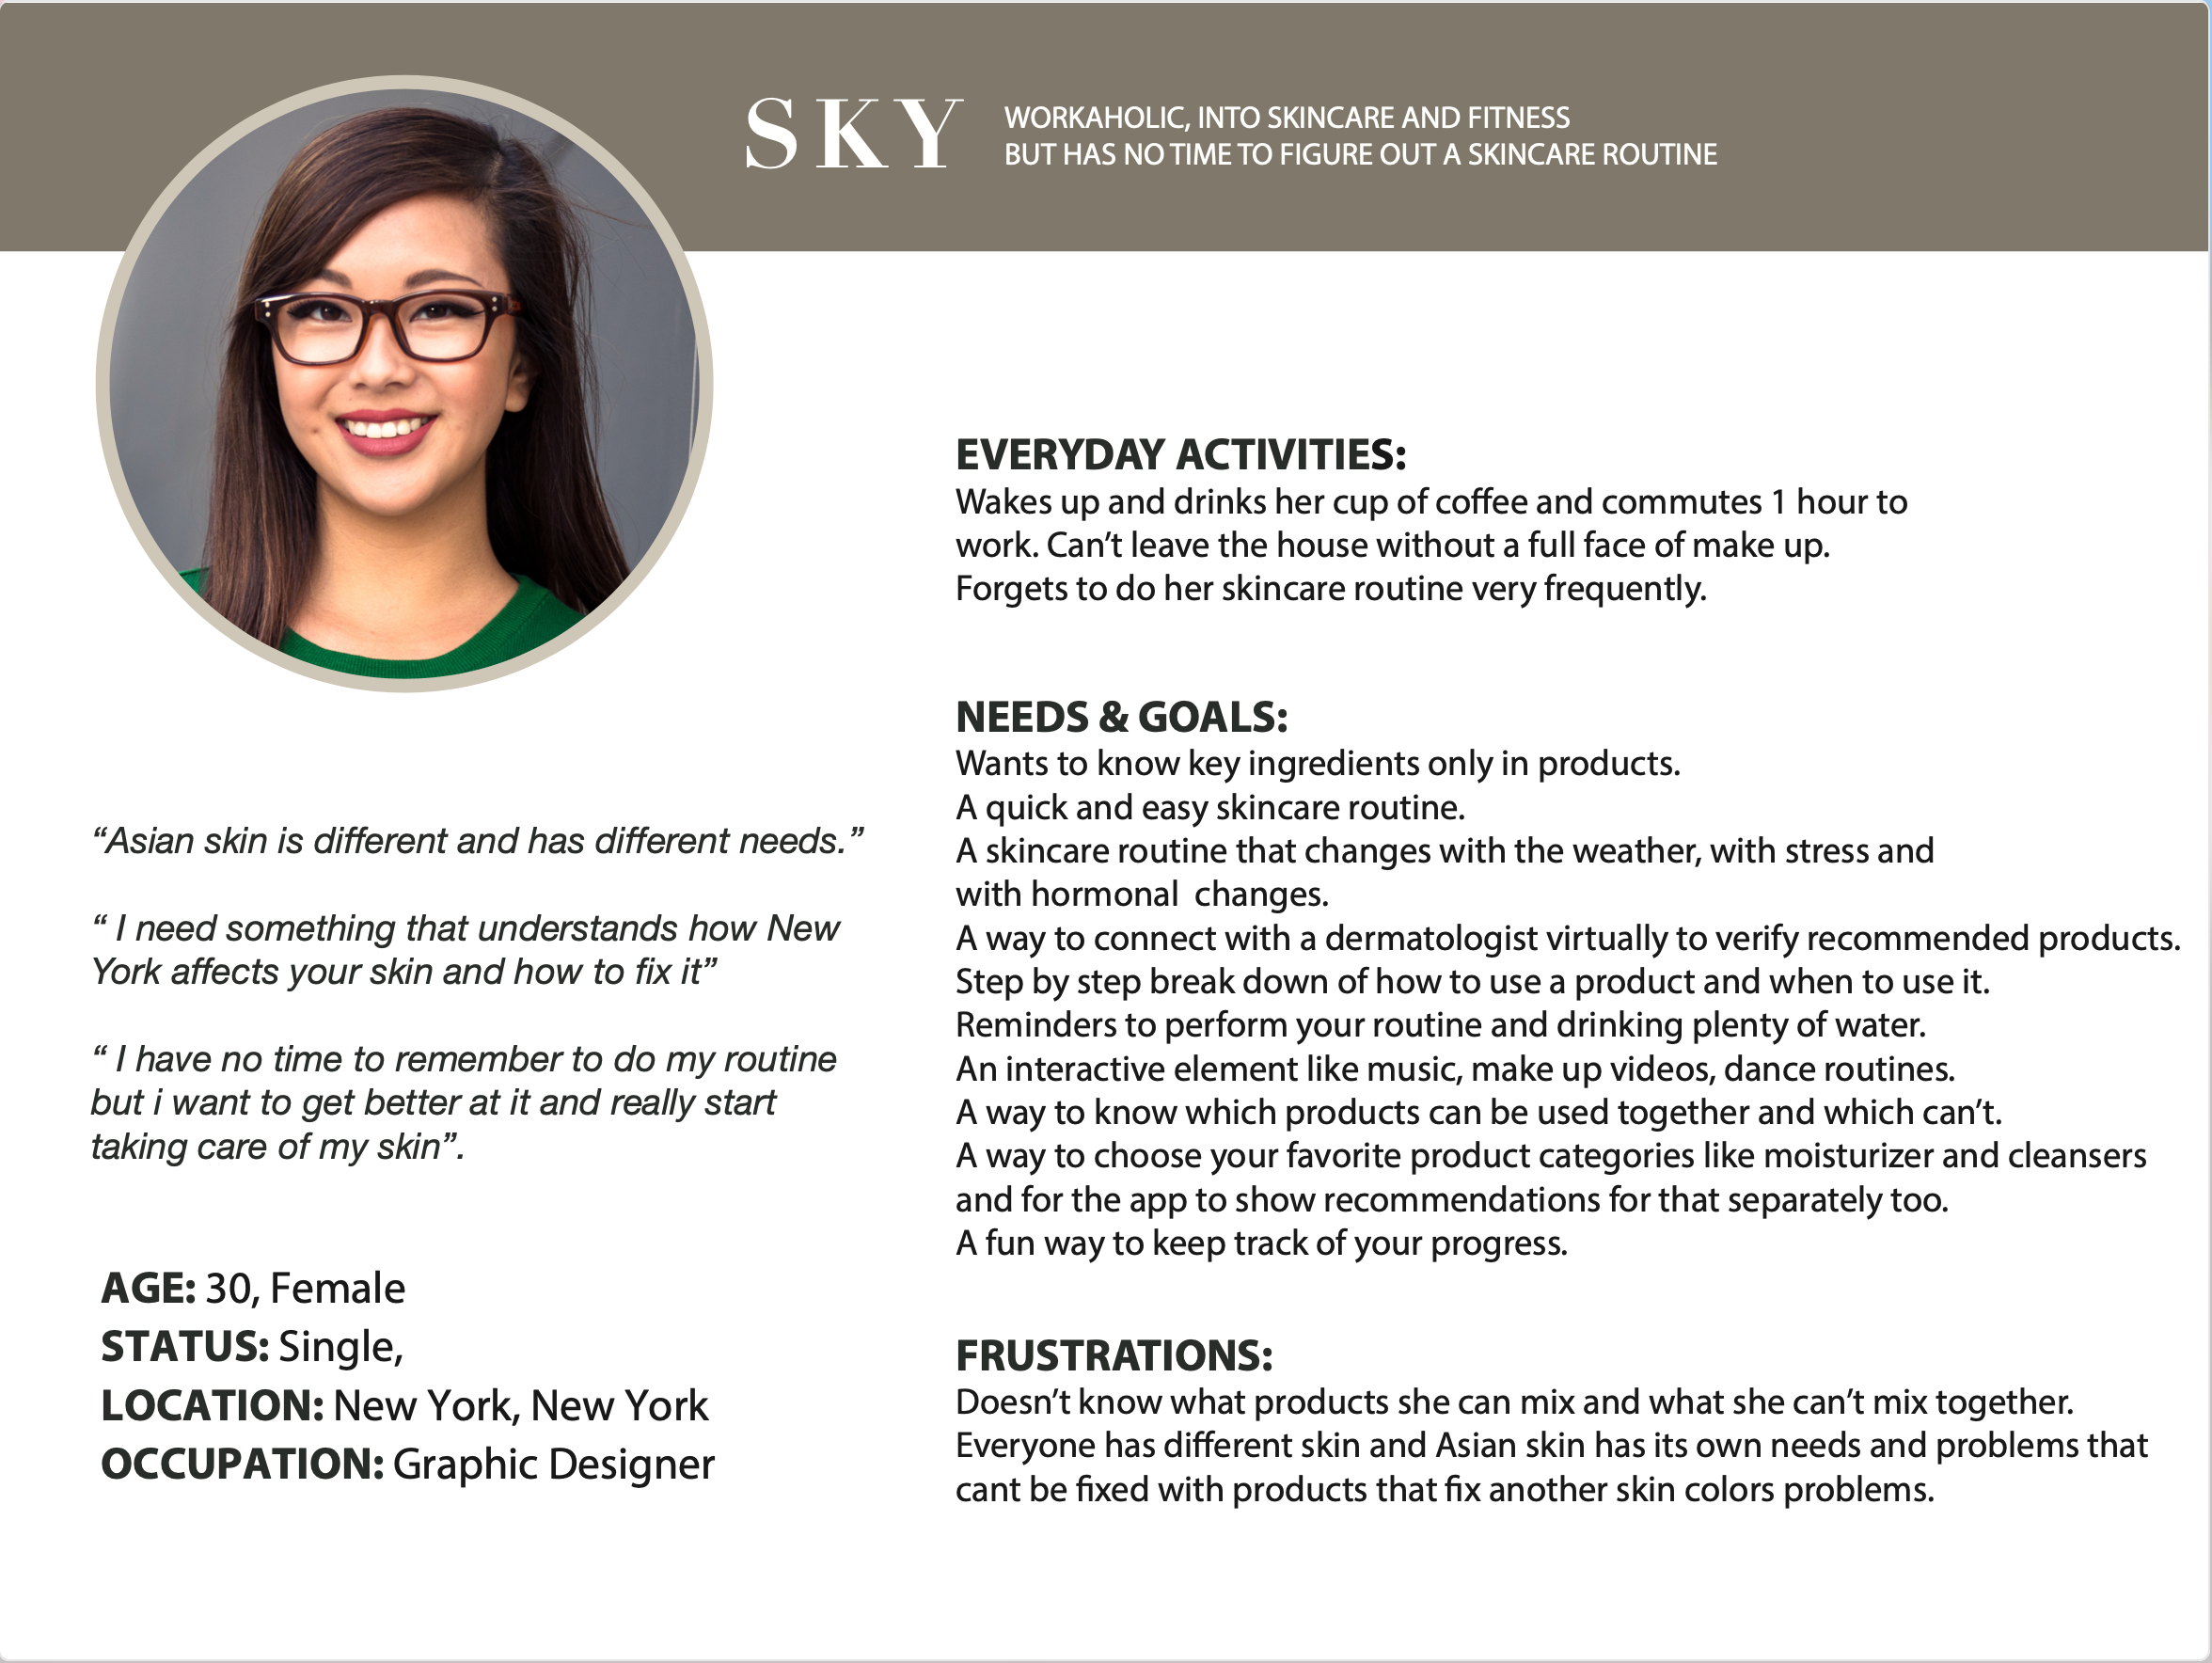 SKY
WORKAHOLIC, INTO SKINCARE AND FITNESS
BUT HAS NO TIME TO FIGURE OUT A SKINCARE ROUTINE
“Asian skin is different and has different needs.”
“ I need something that understands how New
York affects your skin and how to fix it”
“ I have no time to remember to do my routine
but i want to get better at it and really start
taking care of my skin”.
AGE: 30, Female
STATUS: Single,
LOCATION: New York, New York
OCCUPATION: Graphic Designer
EVERYDAY ACTIVITIES:
Wakes up and drinks her cup of coffee and commutes 1 hour to
work. Can’t leave the house without a full face of make up.
Forgets to do her skincare routine very frequently.
NEEDS & GOALS:
Wants to know key ingredients only in products.
A quick and easy skincare routine.
A skincare routine that changes with the weather, with stress and
with hormonal  changes.
A way to connect with a dermatologist virtually to verify recommended products.
Step by step break down of how to use a product and when to use it.
Reminders to perform your routine and drinking plenty of water.
An interactive element like music, make up videos, dance routines.
A way to know which products can be used together and which can’t.
A way to choose your favorite product categories like moisturizer and cleansers
and for the app to show recommendations for that separately too.
A fun way to keep track of your progress.
FRUSTRATIONS:
Doesn’t know what products she can mix and what she can’t mix together.
Everyone has different skin and Asian skin has its own needs and problems that
cant be fixed with products that fix another skin colors problems.